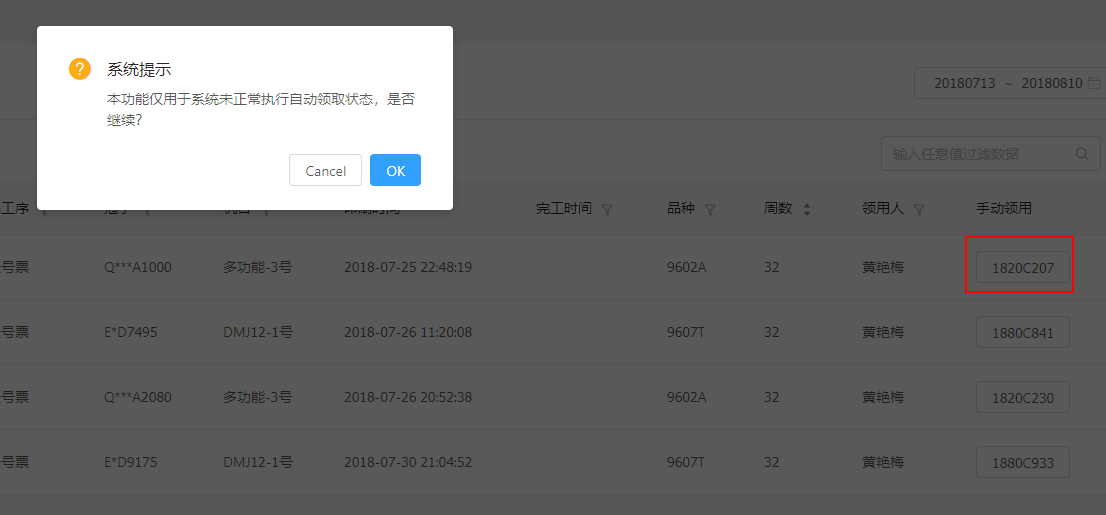 系统提示
本功能仅用于系统未正常执行自动领取状态，是否
继续？
Cancel OK
20180713 ~ 20180810
输入任意值过滤数据
工序 完工时间 品种 周数 领用人 手动领用
号票 Q***A1000 多功能-3号 2018-07-25 22:48:19 9602A 32 黄艳梅 1820C207
号票 E*D7495 DMJ12-1号 2018-07-26 11:20:08 9607T 32 黄艳梅 1880C841
号票 Q***A2080 多功能-3号 2018-07-26 20:52:38 9602A 32 黄艳梅 1820C230
号票 E*D9175 DMJ12-1号 2018-07-30 21:04:52 9607T 32 黄艳梅 1880C933